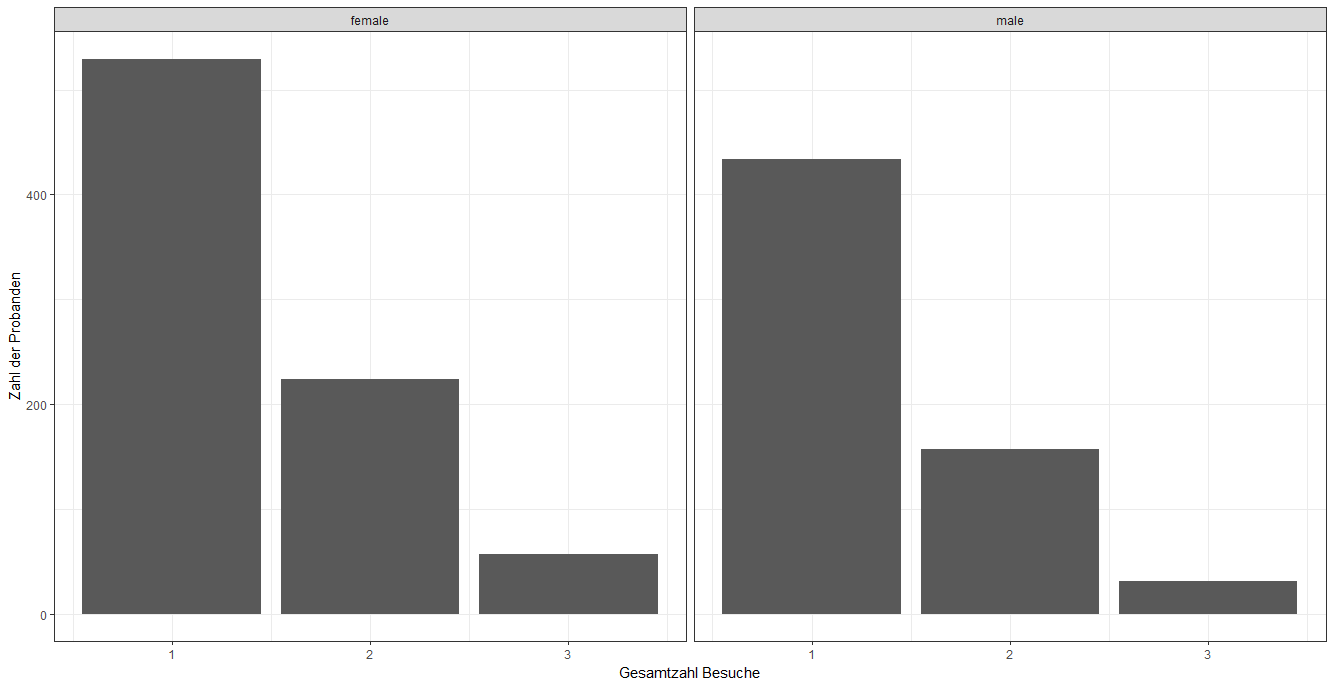 female
male
Zahl der Probanden
400
200
0
1
2
3
1
2
3
Gesamtzahl Besuche